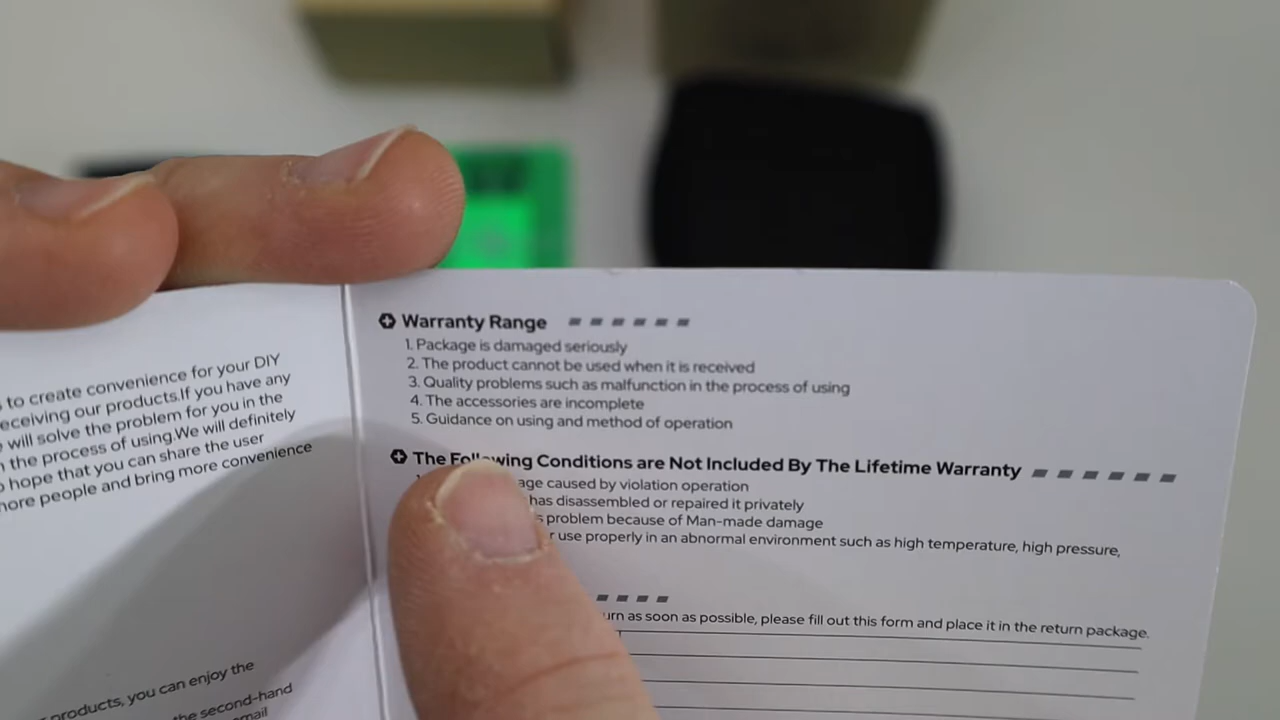 to create convenience for your DIY
receiving our products.If you have any
will solve the problem for you in the
the process of using.We will definitely
hope that you can share the user
more people and bring more convenience
products, you can enjoy the
the second-hand
email
Warranty Range
1. Package is damaged seriously
2. The product cannot be used when it is received
3. Quality problems such as malfunction in the process of using
4. The accessories are incomplete
5. Guidance on using and method of operation
The Following Conditions are Not Included By The Lifetime Warranty
caused by violation operation
has disassembled or repaired it privately
problem because of Man-made damage
use properly in an abnormal environment such as high temperature, high pressure,
as soon as possible, please fill out this form and place it in the return package.